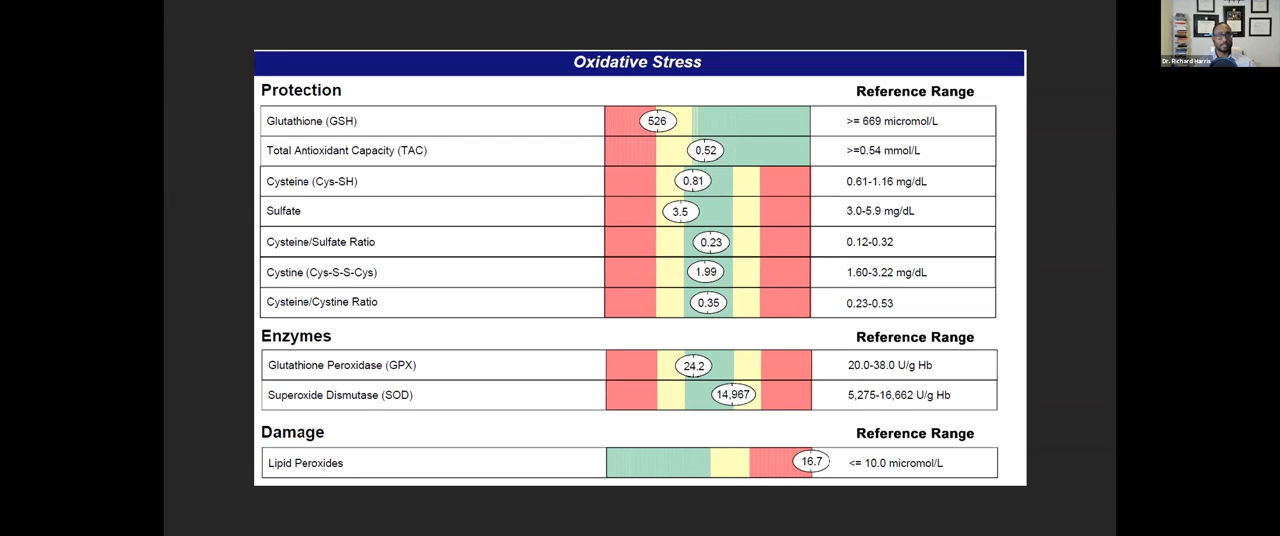 Oxidative Stress
Protection Reference Range
Glutathione (GSH) 526 >= 669 micromol/L
Total Antioxidant Capacity (TAC) 0.52 >=0.54 mmol/L
Cysteine (Cys-SH) 0.81 0.61-1.16 mg/dL
Sulfate 3.5 3.0-5.9 mg/dL
Cysteine/Sulfate Ratio 0.23 0.12-0.32
Cystine (Cys-S-S-Cys) 1.99 1.60-3.22 mg/dL
Cysteine/Cystine Ratio 0.35 0.23-0.53
Enzymes Reference Range
Glutathione Peroxidase (GPX) 24.2 20.0-38.0 U/g Hb
Superoxide Dismutase (SOD) 14,967 5,275-16,662 U/g Hb
Damage Reference Range
Lipid Peroxides 16.7 <= 10.0 micromol/L
Dr. Richard Harris